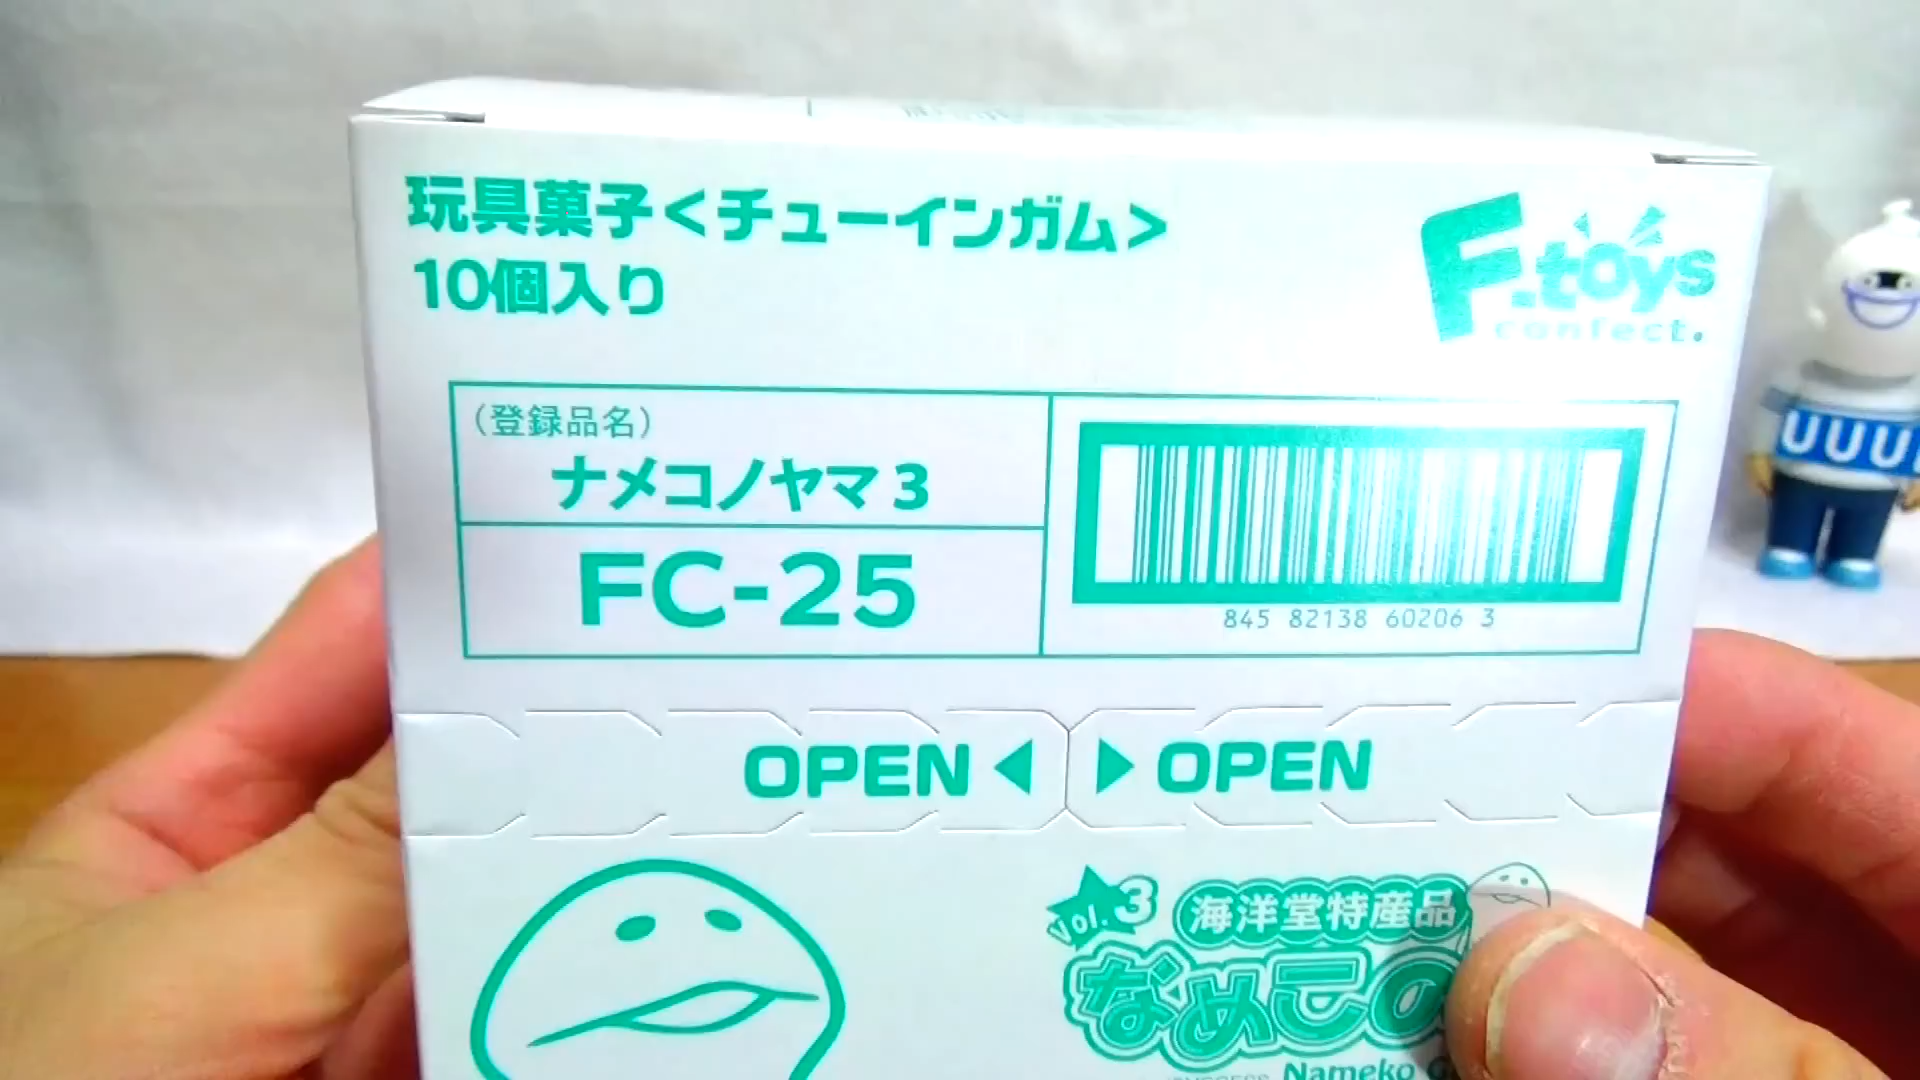 玩具菓子<チューインガム>
10個入り
F.toys
confect.
(登録品名)
ナメコノヤマ3
FC-25
845 82138 60206 3
OPEN◀ ▶OPEN
Vol.3
海洋堂特産品
なめこの
Nameko
UUU